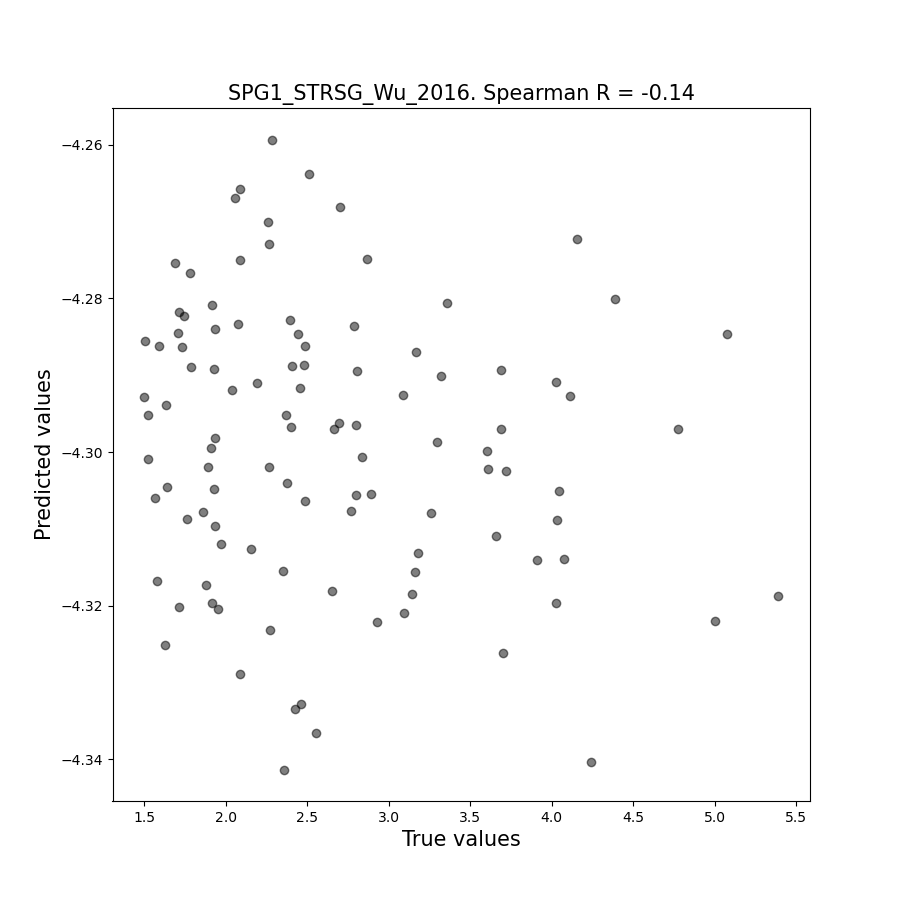 SPG1_STRSG_Wu_2016. Spearman R = -0.14
Predicted values
−4.26
−4.28
−4.30
−4.32
−4.34
1.5 2.0 2.5 3.0 3.5 4.0 4.5 5.0 5.5
True values